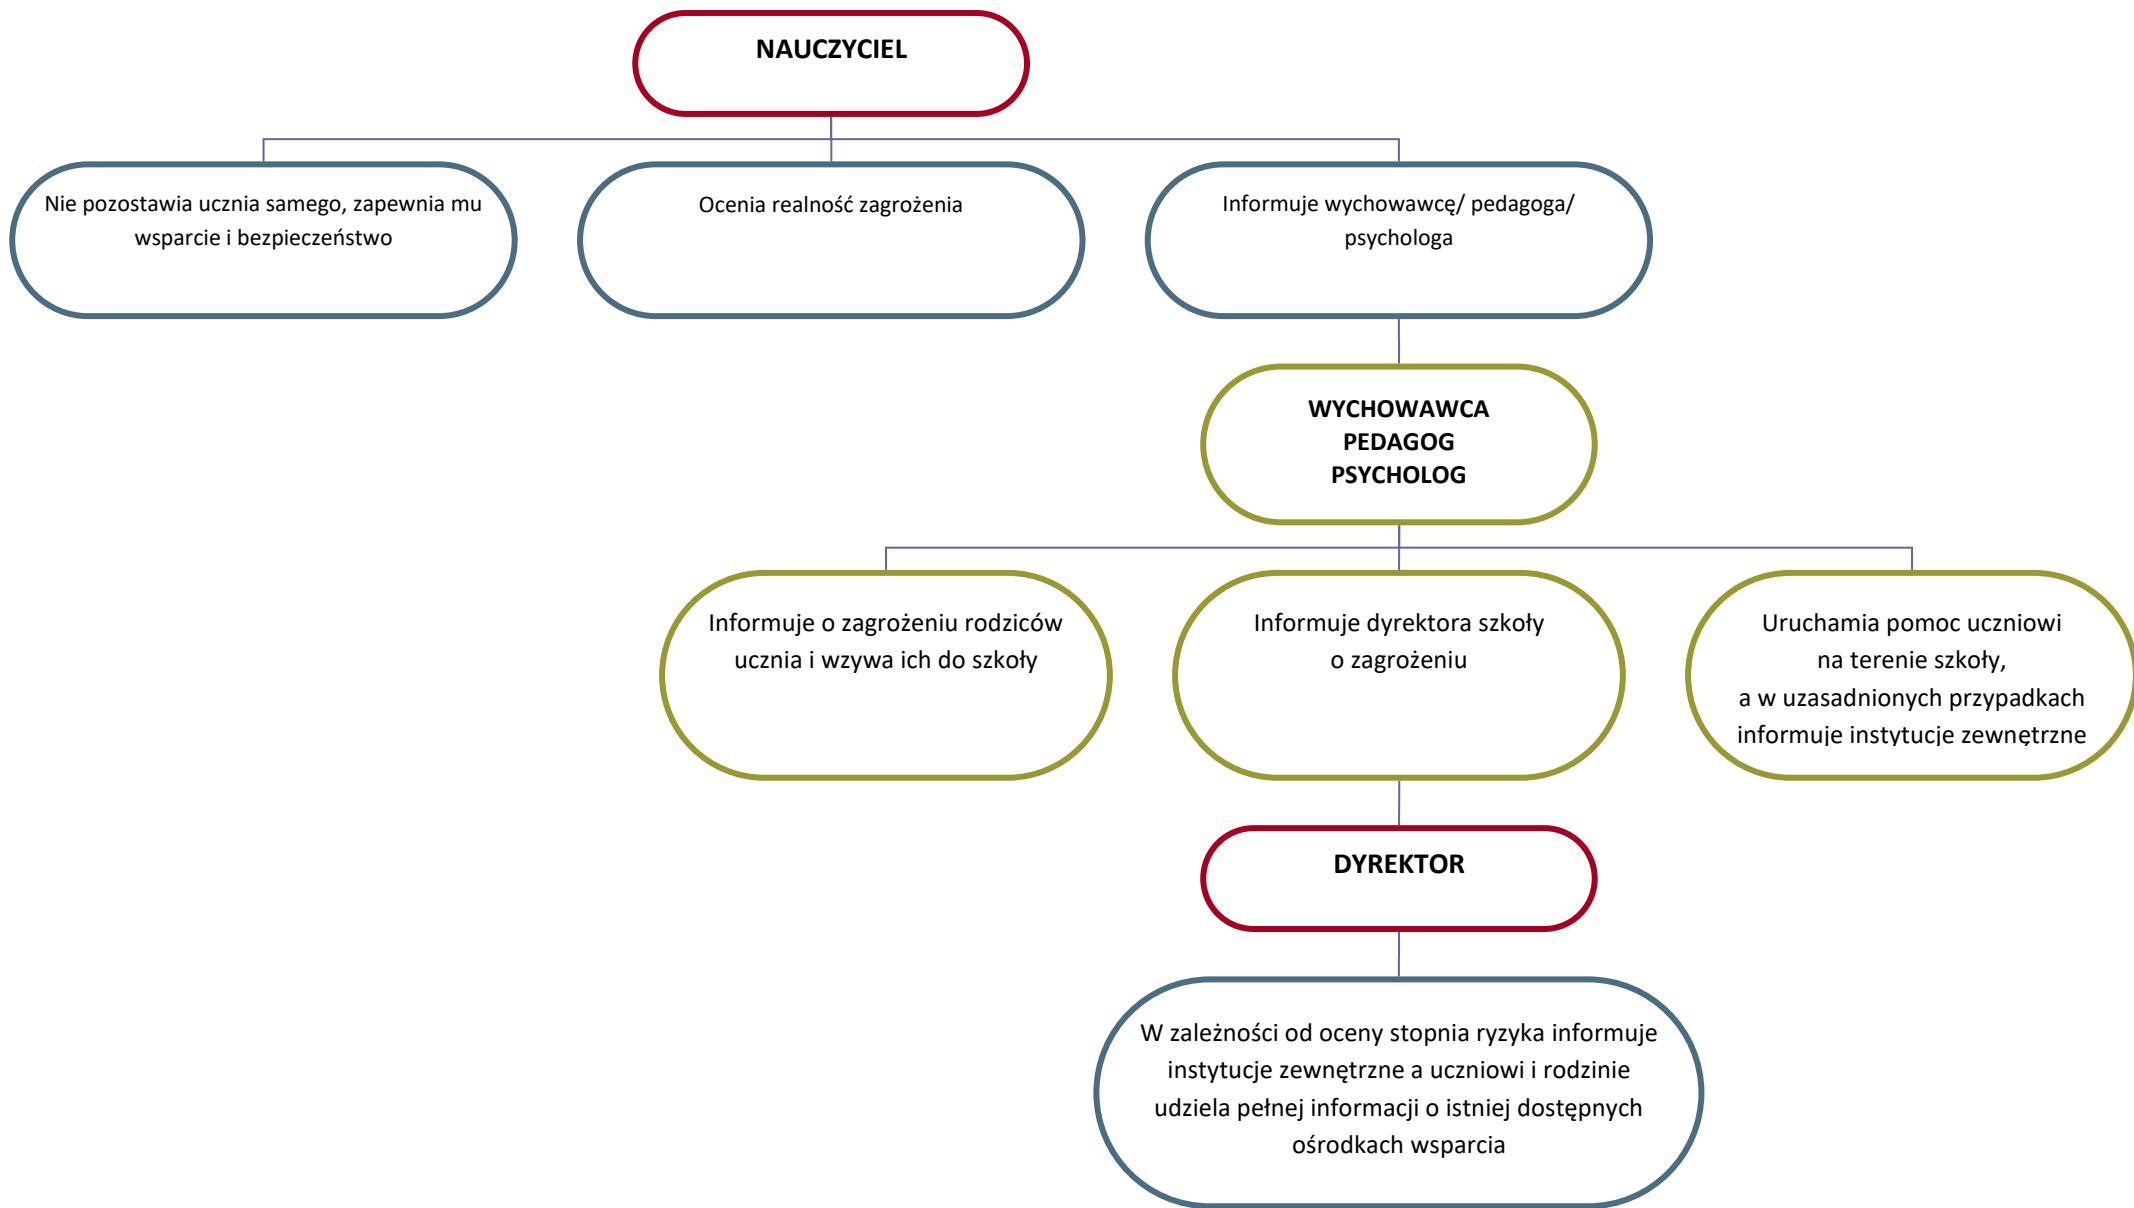 NAUCZYCIEL
Nie pozostawia ucznia samego, zapewnia mu
wsparcie i bezpieczeństwo
Ocenia realność zagrożenia
Informuje wychowawcę/ pedagoga/
psychologa
WYCHOWAWCA
PEDAGOG
PSYCHOLOG
Informuje o zagrożeniu rodziców
ucznia i wzywa ich do szkoły
Informuje dyrektora szkoły
o zagrożeniu
Uruchamia pomoc uczniowi
na terenie szkoły,
a w uzasadnionych przypadkach
informuje instytucje zewnętrzne
DYREKTOR
W zależności od oceny stopnia ryzyka informuje
instytucje zewnętrzne a uczniowi i rodzinie
udziela pełnej informacji o istniej dostępnych
ośrodkach wsparcia